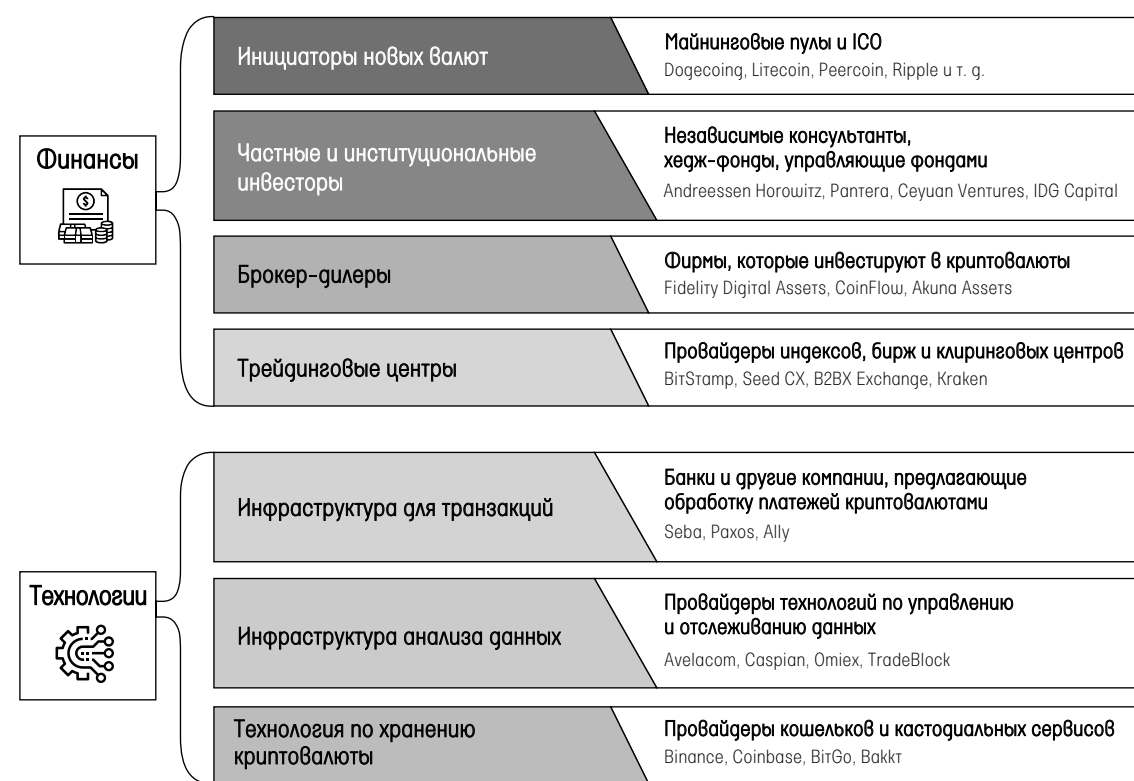 Финансы
Инициаторы новых валют
Майнинговые пулы и ICO
Dogecoing, Litecoin, Peercoin, Ripple и т. д.
Частные и институциональные
инвесторы
Независимые консультанты,
хедж-фонды, управляющие фондами
Andreessen Horowitz, Pantera, Ceyuan Ventures, IDG Capital
Брокер-дилеры
Фирмы, которые инвестируют в криптовалюты
Fidelity Digital Assets, CoinFlow, Akuna Assets
Трейдинговые центры
Провайдеры индексов, бирж и клиринговых центров
BitStamp, Seed CX, B2BX Exchange, Kraken
Технологии
Инфраструктура для транзакций
Банки и другие компании, предлагающие
обработку платежей криптовалютами
Seba, Paxos, Ally
Инфраструктура анализа данных
Провайдеры технологий по управлению
и отслеживанию данных
Avelacom, Caspian, Omiex, TradeBlock
Технология по хранению
криптовалюты
Провайдеры кошельков и кастодиальных сервисов
Binance, Coinbase, BitGo, Bakkt